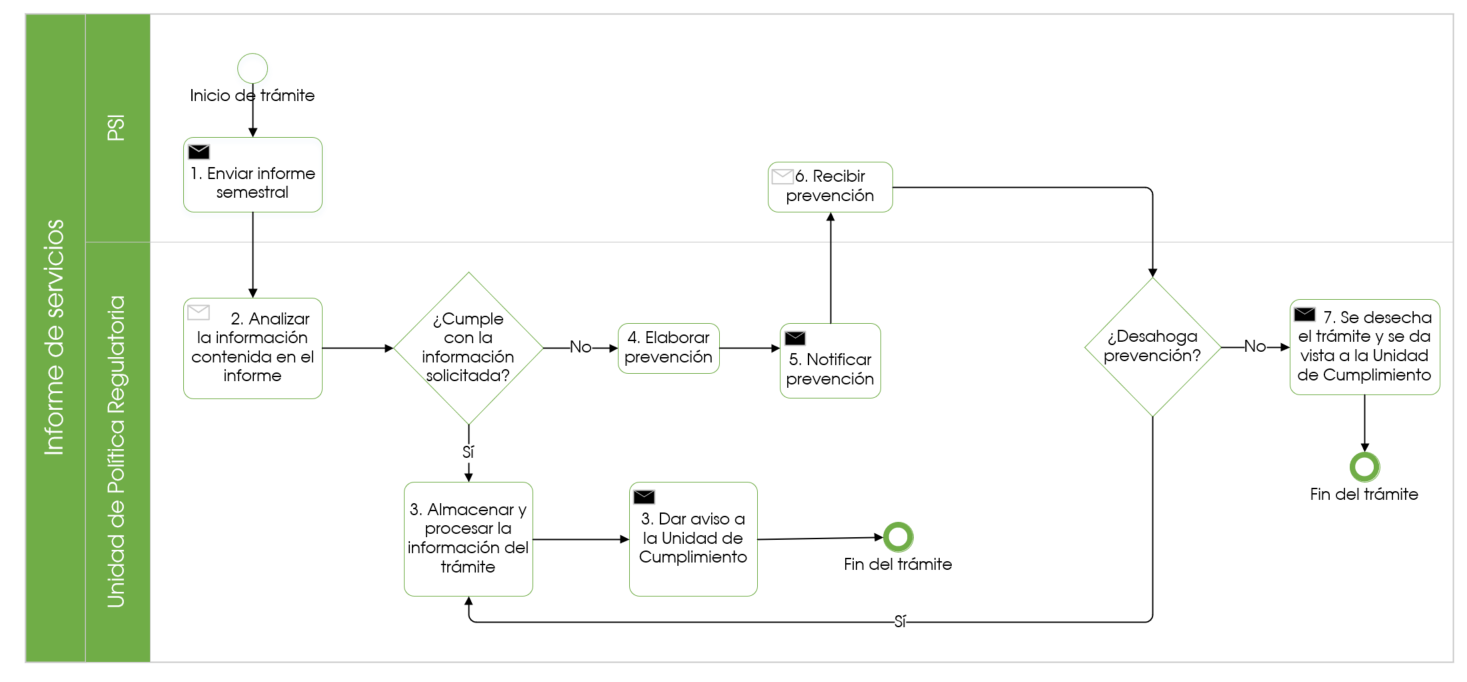 Informe de servicios
PSI
Unidad de Política Regulatoria
Inicio de trámite
1. Enviar informe
semestral
2. Analizar
la información
contenida en el
informe
¿Cumple
con la
información
solicitada?
No
4. Elaborar
prevención
5. Notificar
prevención
6. Recibir
prevención
¿Desahoga
prevención?
No
7. Se desecha
el trámite y se da
vista a la Unidad
de Cumplimiento
Fin del trámite
Sí
3. Almacenar y
procesar la
información del
trámite
3. Dar aviso a
la Unidad de
Cumplimiento
Fin del trámite
Sí